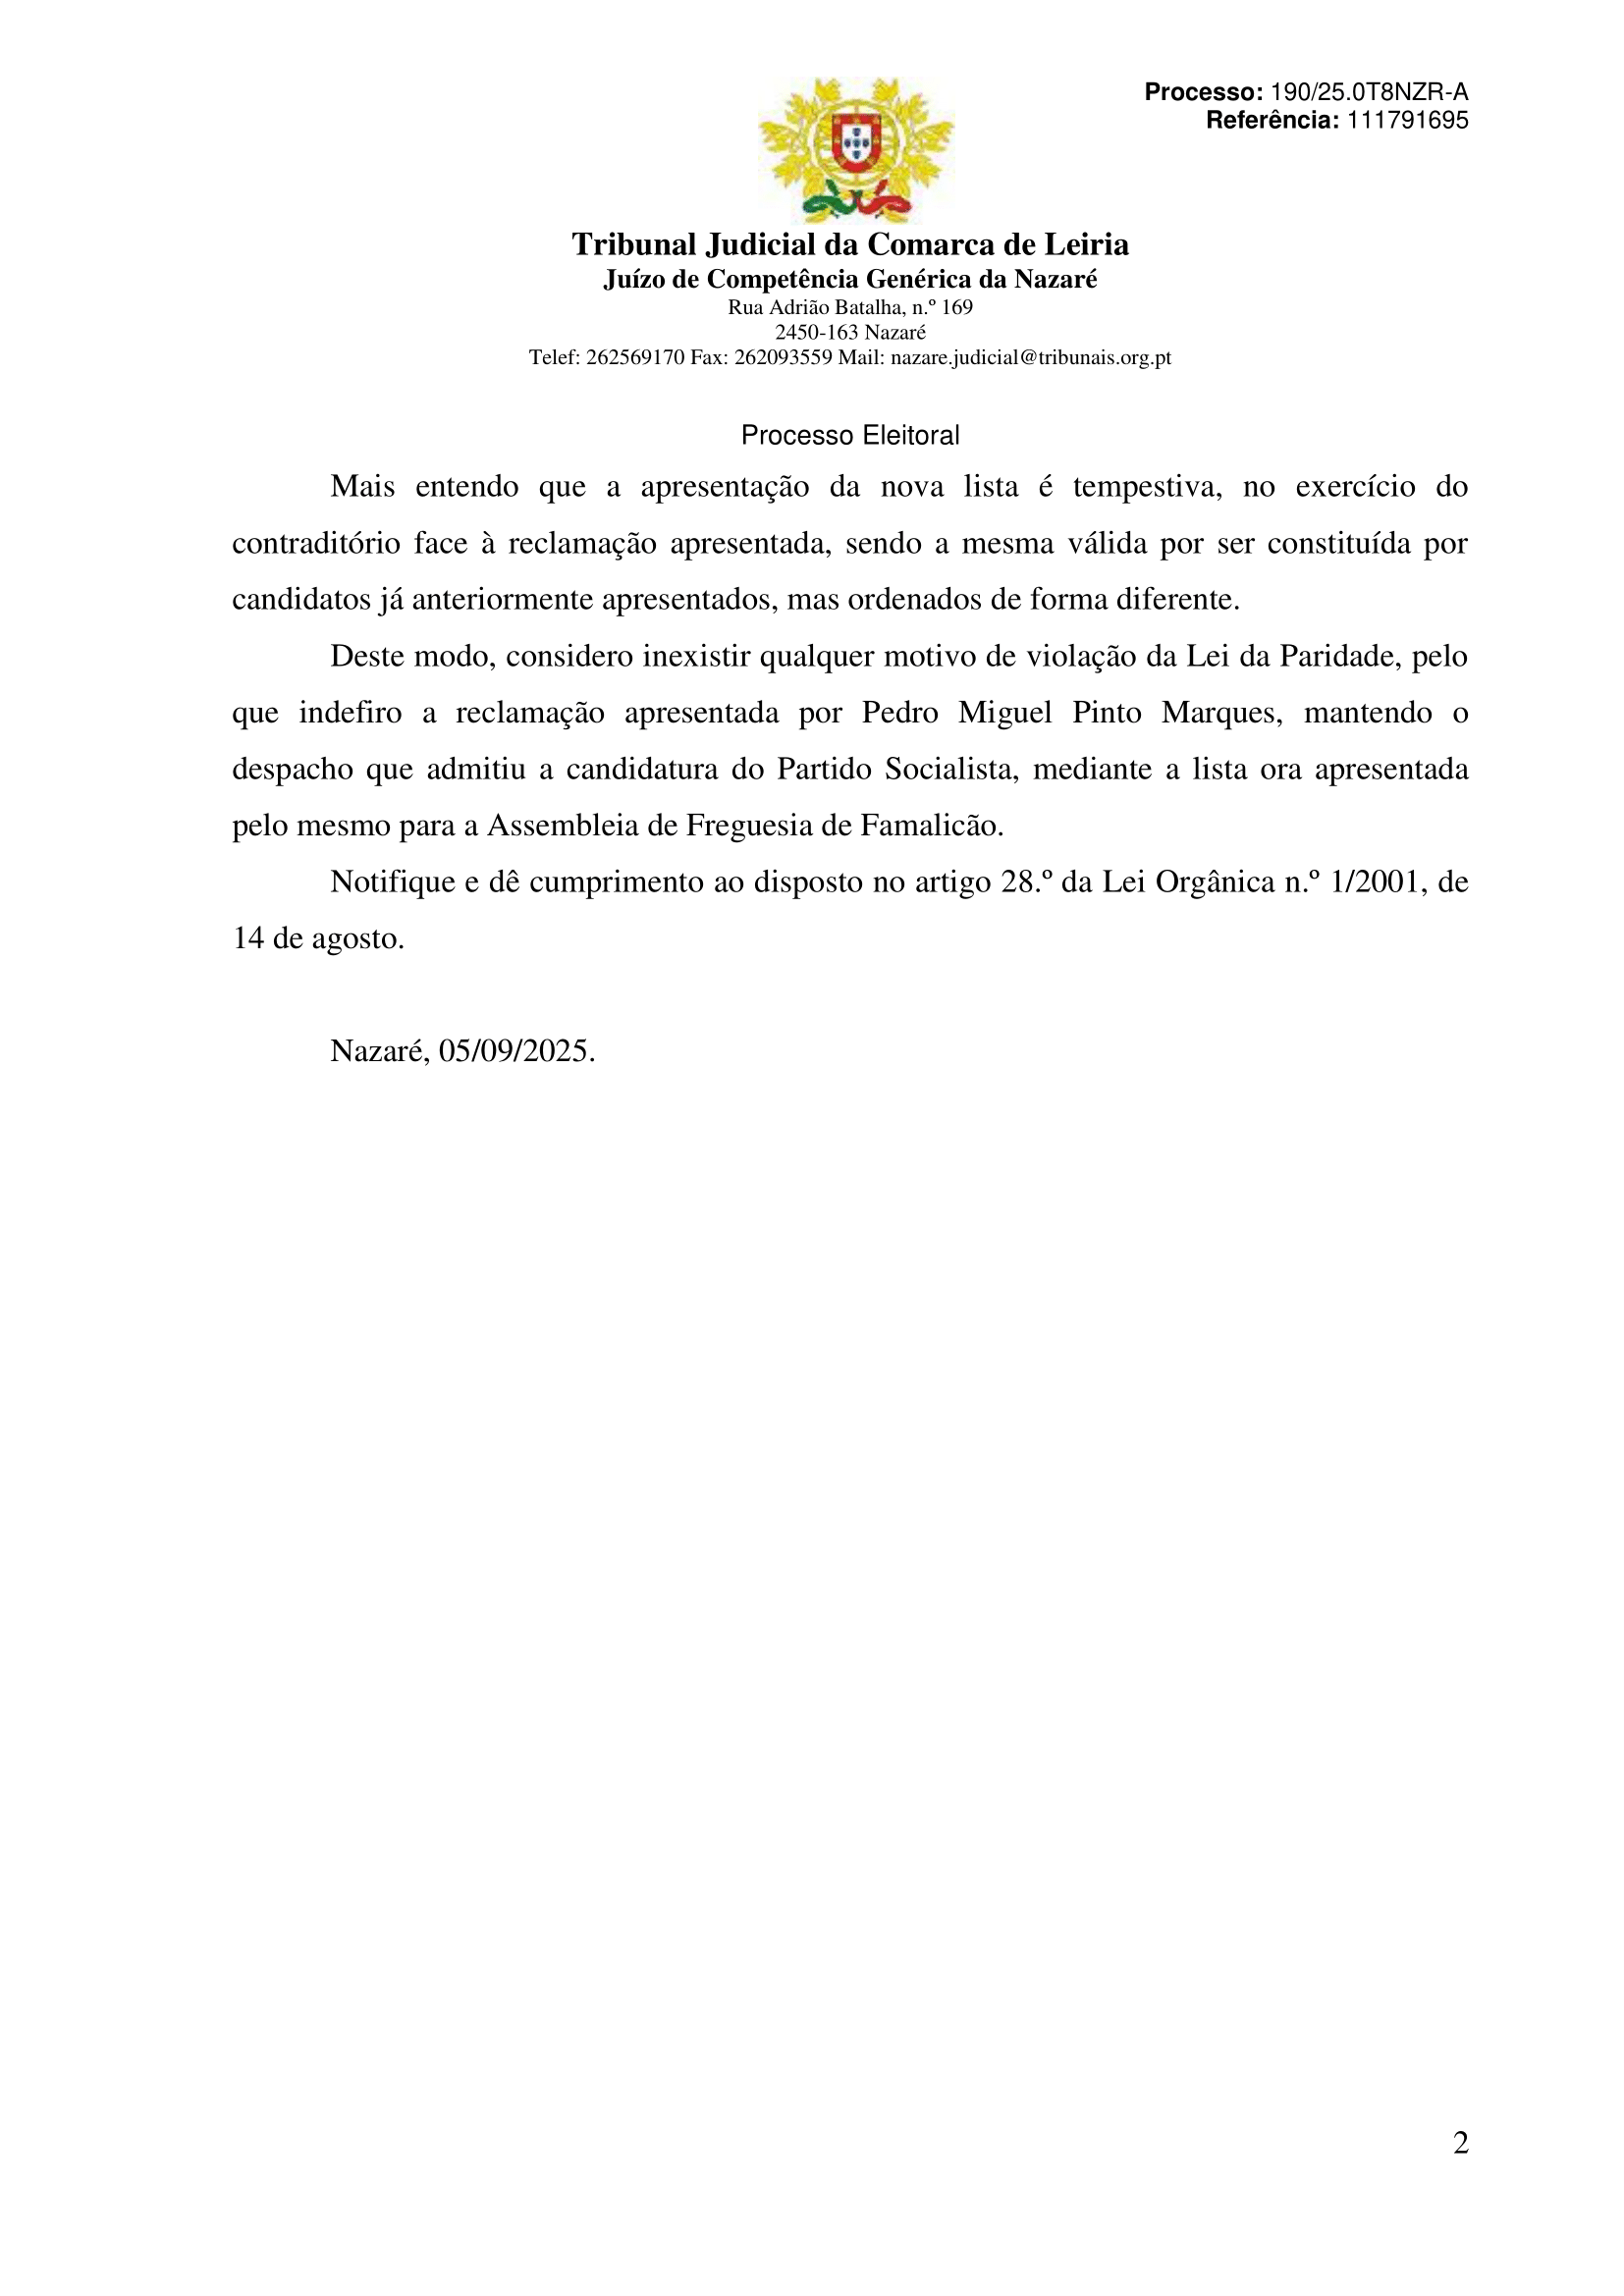 Processo: 190/25.0T8NZR-A
Referência: 111791695
Tribunal Judicial da Comarca de Leiria
Juízo de Competência Genérica da Nazaré
Rua Adrião Batalha, n.º 169
2450-163 Nazaré
Telef: 262569170 Fax: 262093559 Mail: nazare.judicial@tribunais.org.pt
Processo Eleitoral
Mais entendo que a apresentação da nova lista é tempestiva, no exercício do
contraditório face à reclamação apresentada, sendo a mesma válida por ser constituída por
candidatos já anteriormente apresentados, mas ordenados de forma diferente.
Deste modo, considero inexistir qualquer motivo de violação da Lei da Paridade, pelo
que indefiro a reclamação apresentada por Pedro Miguel Pinto Marques, mantendo o
despacho que admitiu a candidatura do Partido Socialista, mediante a lista ora apresentada
pelo mesmo para a Assembleia de Freguesia de Famalicão.
Notifique e dê cumprimento ao disposto no artigo 28.º da Lei Orgânica n.º 1/2001, de
14 de agosto.
Nazaré, 05/09/2025.
2